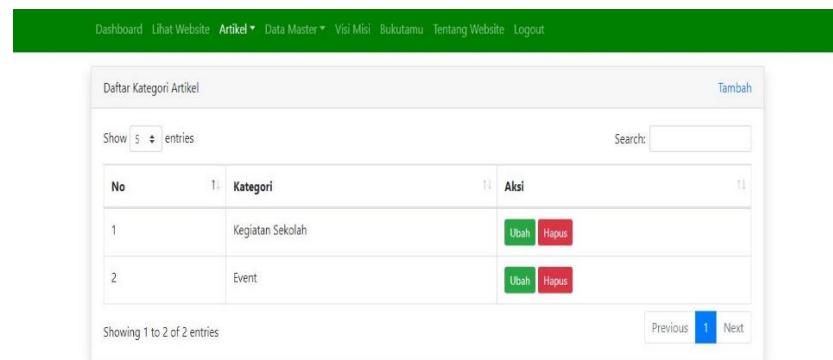 Dashboard Lihat Website Artikel Data Master Visi Misi Bukutamu Tentang Website Logout
Daftar Kategori Artikel Tambah
Show 5 entries Search:
No Kategori Aksi
1 Kegiatan Sekolah Ubah Hapus
2 Event Ubah Hapus
Showing 1 to 2 of 2 entries Previous 1 Next